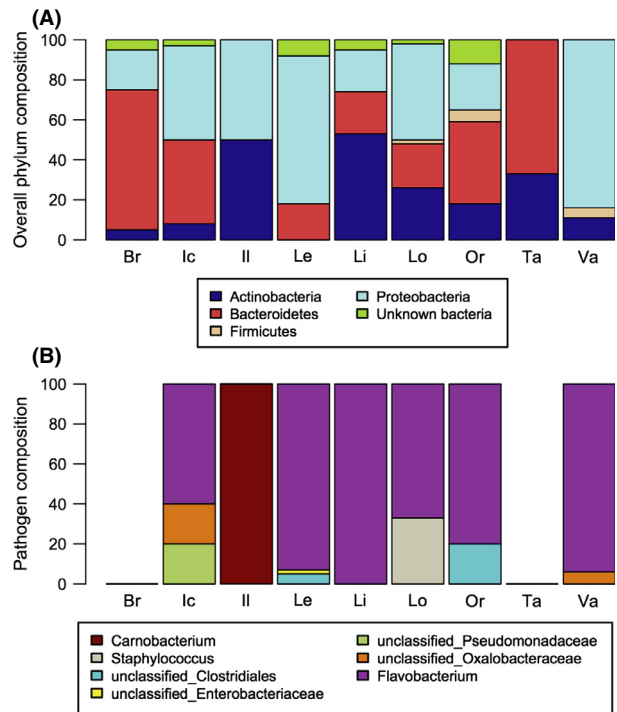 (A)
Overall phylum composition
100
80
60
40
20
0
Br Ic Il Le Li Lo Or Ta Va
Actinobacteria Proteobacteria
Bacteroidetes Unknown bacteria
Firmicutes
(B)
Pathogen composition
100
80
60
40
20
0
Br Ic Il Le Li Lo Or Ta Va
Carnobacterium unclassified_Pseudomonadaceae
Staphylococcus unclassified_Oxalobacteraceae
unclassified_Clostridiales Flavobacterium
unclassified_Enterobacteriaceae